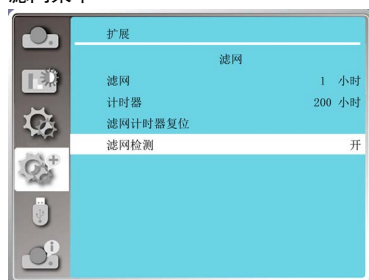 扩展
滤网
滤网 1 小时
计时器 200 小时
滤网计时器复位
滤网检测 开